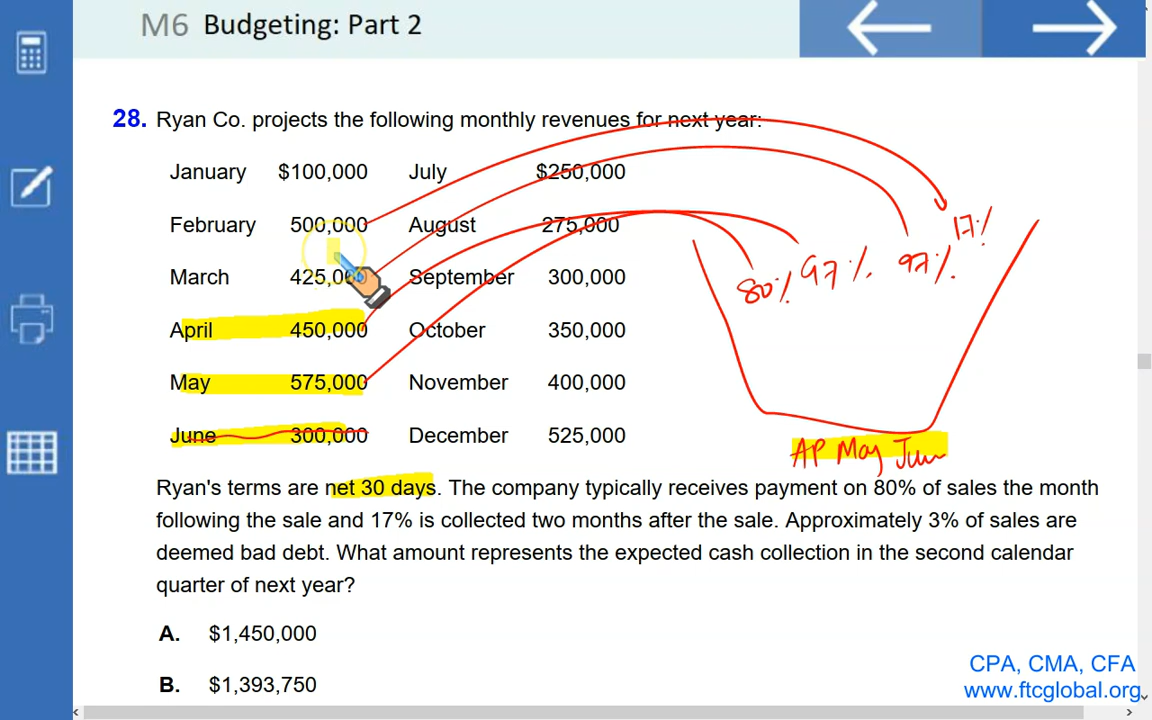 M6 Budgeting: Part 2
28. Ryan Co. projects the following monthly revenues for next year:
January $100,000 July $250,000
February 500,000 August 275,000
17%
March 425,000 September 300,000
80% 97% 97%
April 450,000 October 350,000
May 575,000 November 400,000
June 300,000 December 525,000
AP May Jun
Ryan's terms are net 30 days. The company typically receives payment on 80% of sales the month
following the sale and 17% is collected two months after the sale. Approximately 3% of sales are
deemed bad debt. What amount represents the expected cash collection in the second calendar
quarter of next year?
A. $1,450,000
B. $1,393,750
CPA, CMA, CFA
www.ftcglobal.org